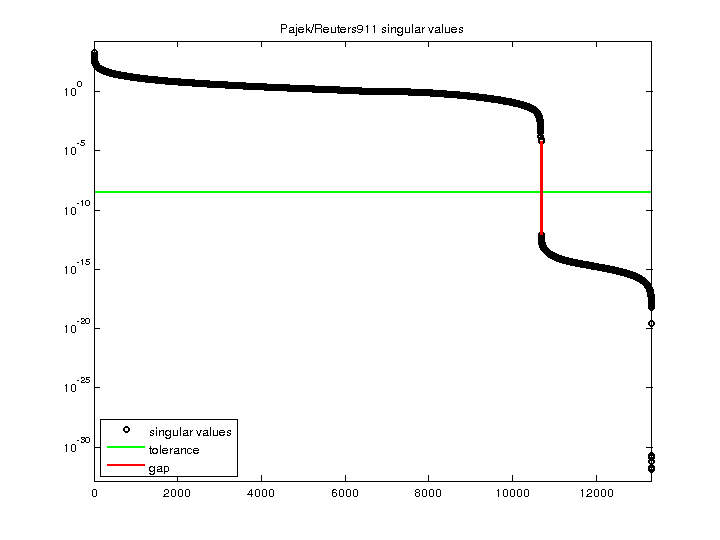 Pajek/Reuters911 singular values
10^0
10^-5
10^-10
10^-15
10^-20
10^-25
10^-30
singular values
tolerance
gap
0 2000 4000 6000 8000 10000 12000